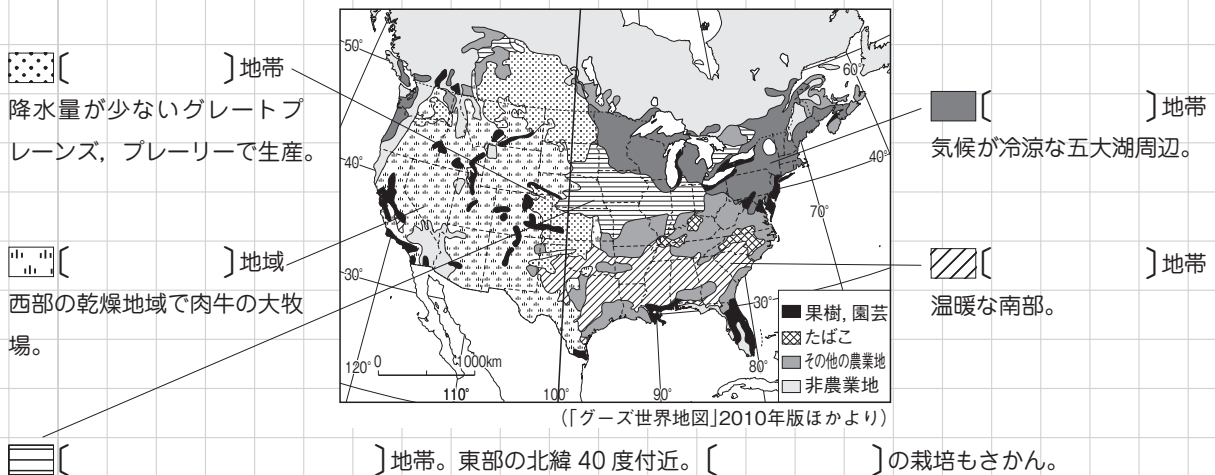 〔　　　　　　　〕地帯
降水量が少ないグレートプ
レーンズ，プレーリーで生産。
〔　　　　　　　〕地域
西部の乾燥地域で肉牛の大牧
場。
〔　　　　　　　〕地帯
気候が冷涼な五大湖周辺。
〔　　　　　　　〕地帯
温暖な南部。
50°
40°
30°
60°
40°
70°
30°
80°
120°
110°
100°
90°
0 1000km
果樹，園芸
たばこ
その他の農業地
非農業地
(「グーズ世界地図」2010年版ほかより)
〔　　　　　　　　　　　　〕地帯。東部の北緯 40 度付近。〔　　　　　　〕の栽培もさかん。